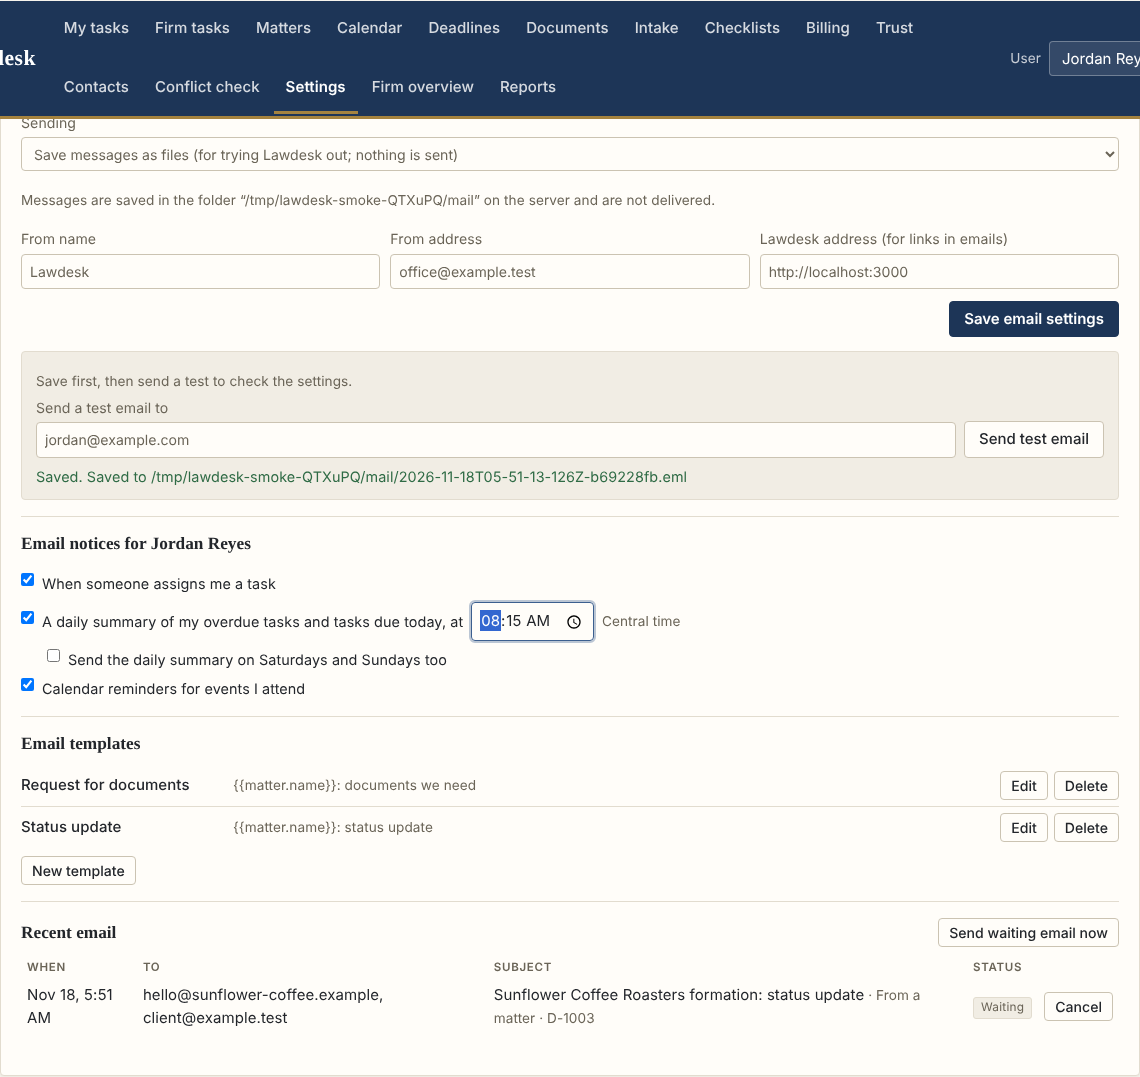 My tasks Firm tasks Matters Calendar Deadlines Documents Intake Checklists Billing Trust
desk
User Jordan Rey
Contacts Conflict check Settings Firm overview Reports
Sending
Save messages as files (for trying Lawdesk out; nothing is sent)
Messages are saved in the folder “/tmp/lawdesk-smoke-QTXuPQ/mail” on the server and are not delivered.
From name From address Lawdesk address (for links in emails)
Lawdesk office@example.test http://localhost:3000
Save email settings
Save first, then send a test to check the settings.
Send a test email to
jordan@example.com Send test email
Saved. Saved to /tmp/lawdesk-smoke-QTXuPQ/mail/2026-11-18T05-51-13-126Z-b69228fb.eml
Email notices for Jordan Reyes
When someone assigns me a task
A daily summary of my overdue tasks and tasks due today, at 08:15 AM Central time
Send the daily summary on Saturdays and Sundays too
Calendar reminders for events I attend
Email templates
Request for documents {{matter.name}}: documents we need Edit Delete
Status update {{matter.name}}: status update Edit Delete
New template
Recent email Send waiting email now
WHEN TO SUBJECT STATUS
Nov 18, 5:51 hello@sunflower-coffee.example, Sunflower Coffee Roasters formation: status update · From a
AM client@example.test matter · D-1003 Waiting Cancel